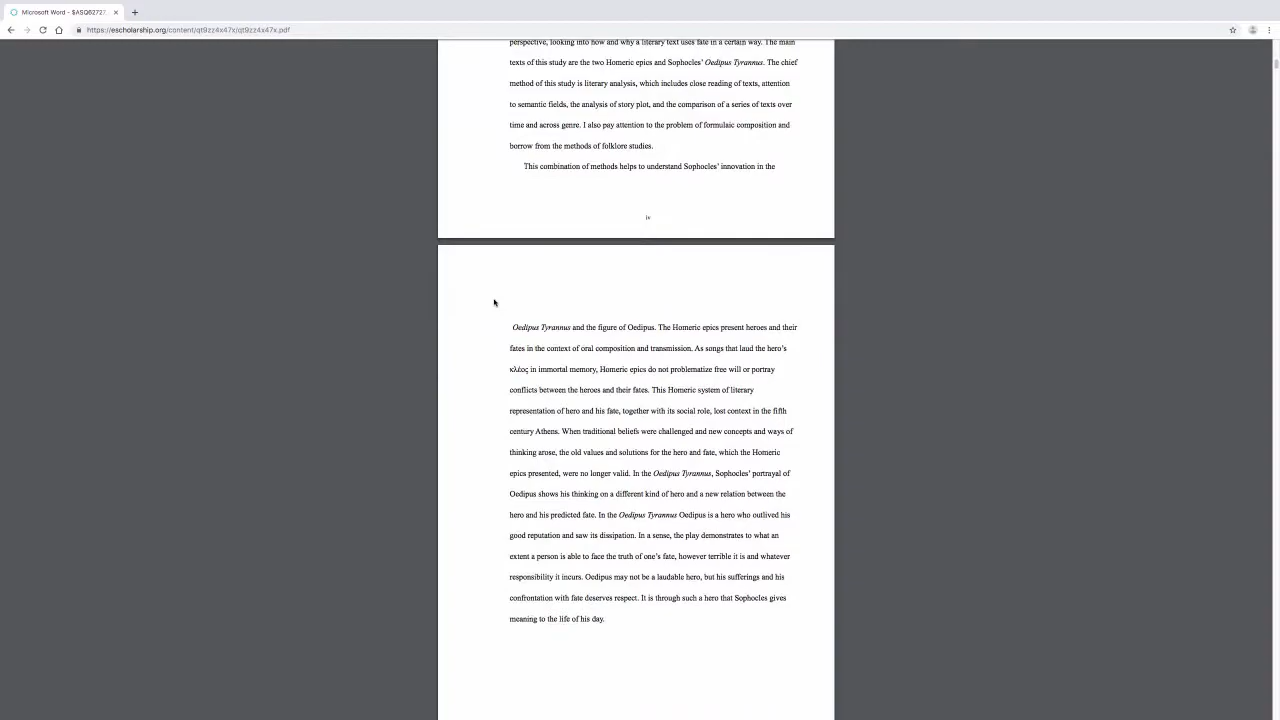 Microsoft Word - $ASQ6272
https://escholarship.org/content/qt9zz4x47x/qt9zz4x47x.pdf
perspective, looking into how and why a literary text uses fate in a certain way. The main
texts of this study are the two Homeric epics and Sophocles’ Oedipus Tyrannus. The chief
method of this study is literary analysis, which includes close reading of texts, attention
to semantic fields, the analysis of story plot, and the comparison of a series of texts over
time and across genre. I also pay attention to the problem of formulaic composition and
borrow from the methods of folklore studies.
This combination of methods helps to understand Sophocles’ innovation in the
iv
Oedipus Tyrannus and the figure of Oedipus. The Homeric epics present heroes and their
fates in the context of oral composition and transmission. As songs that laud the hero’s
κλέος in immortal memory, Homeric epics do not problematize free will or portray
conflicts between the heroes and their fates. This Homeric system of literary
representation of hero and his fate, together with its social role, lost context in the fifth
century Athens. When traditional beliefs were challenged and new concepts and ways of
thinking arose, the old values and solutions for the hero and fate, which the Homeric
epics presented, were no longer valid. In the Oedipus Tyrannus, Sophocles’ portrayal of
Oedipus shows his thinking on a different kind of hero and a new relation between the
hero and his predicted fate. In the Oedipus Tyrannus Oedipus is a hero who outlived his
good reputation and saw its dissipation. In a sense, the play demonstrates to what an
extent a person is able to face the truth of one’s fate, however terrible it is and whatever
responsibility it incurs. Oedipus may not be a laudable hero, but his sufferings and his
confrontation with fate deserves respect. It is through such a hero that Sophocles gives
meaning to the life of his day.